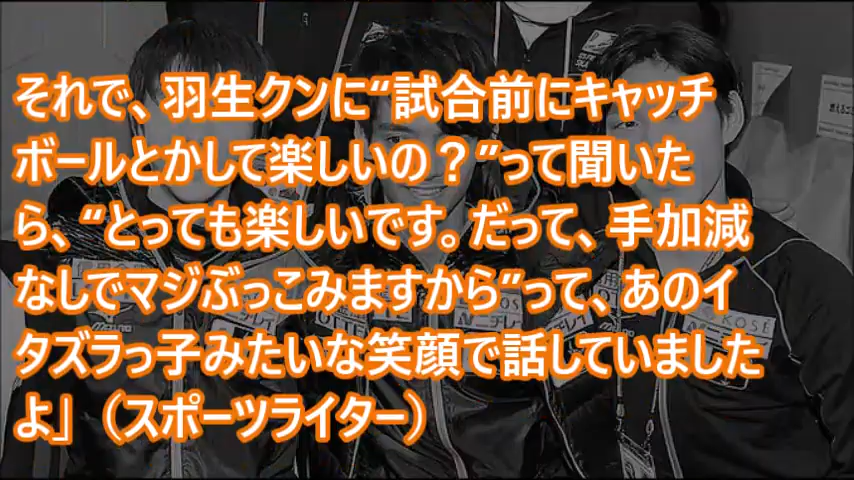 それで、羽生クンに“試合前にキャッチ
ボールとかして楽しいの？”って聞いた
ら、“とっても楽しいです。だって、手加減
なしでマジぶっこみますから”って、あのイ
タズラっ子みたいな笑顔で話していました
よ」（スポーツライター）
KOSE
MIZUNO